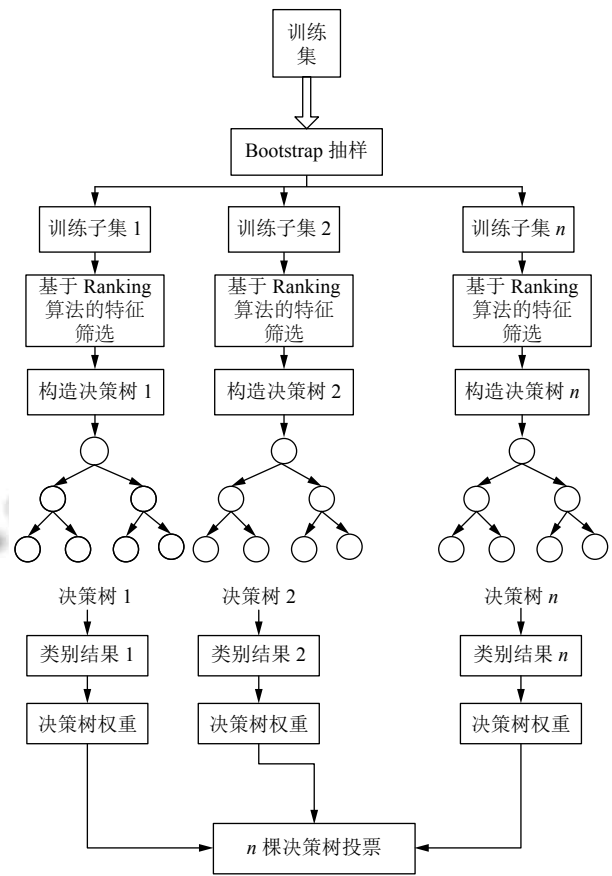 训练
集
Bootstrap 抽样
训练子集 1
训练子集 2
训练子集 n
基于 Ranking
算法的特征
筛选
基于 Ranking
算法的特征
筛选
基于 Ranking
算法的特征
筛选
构造决策树 1
构造决策树 2
构造决策树 n
决策树 1
决策树 2
决策树 n
类别结果 1
类别结果 2
类别结果 n
决策树权重
决策树权重
决策树权重
n 棵决策树投票